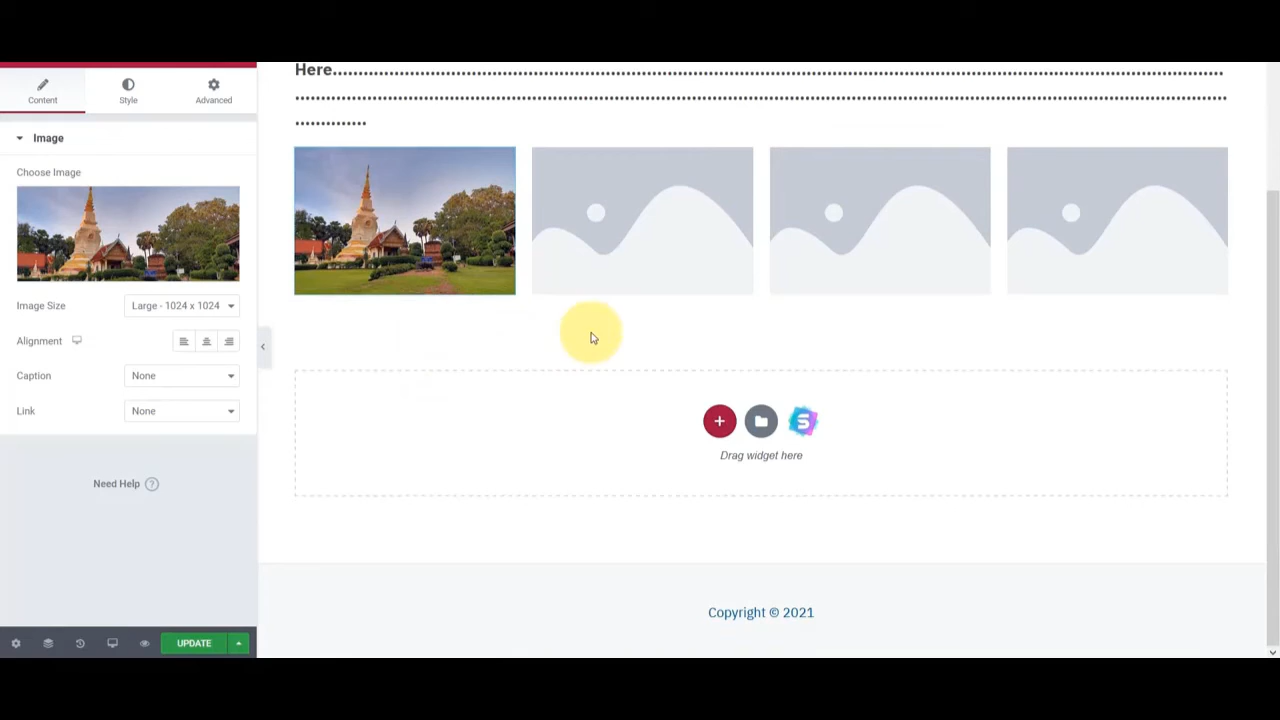 Content
Style
Advanced
Image
Choose Image
Image Size
Large - 1024 x 1024
Alignment
Caption
None
Link
None
Need Help ?
UPDATE
Here..............................................................................................................................................................................
..............................................................................................................................................................................
..............
+
S
Drag widget here
Copyright © 2021